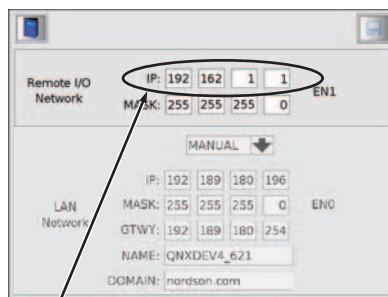 Remote I/O
Network
IP: 192 162 1 1
EN1
MASK: 255 255 255 0
MANUAL
LAN
Network
IP: 192 189 180 196
MASK: 255 255 255 0
EN0
GTWY: 192 189 180 254
NAME: QNXDEV4_621
DOMAIN: nordson.com